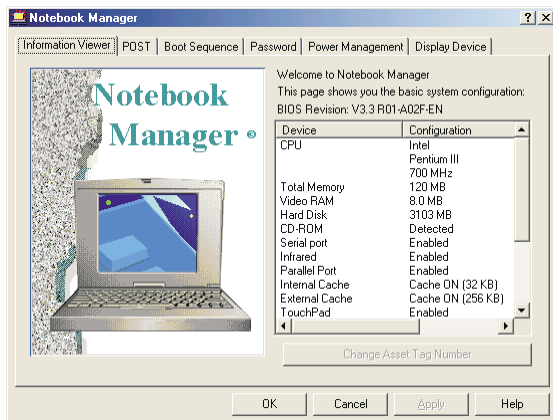 Notebook Manager
Information Viewer POST Boot Sequence Password Power Management Display Device
Notebook
Manager ®
Welcome to Notebook Manager
This page shows you the basic system configuration:
BIOS Revision: V3.3 R01-A02F-EN
Device Configuration
CPU Intel
Pentium III
700 MHz
Total Memory 120 MB
Video RAM 8.0 MB
Hard Disk 3103 MB
CD-ROM Detected
Serial port Enabled
Infrared Enabled
Parallel Port Enabled
Internal Cache Cache ON (32 KB)
External Cache Cache ON (256 KB)
TouchPad Enabled
Change Asset Tag Number
OK Cancel Apply Help